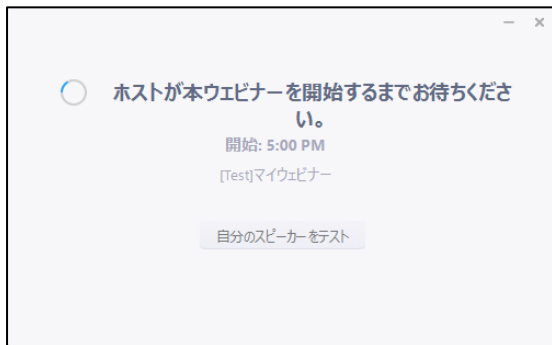 ホストが本ウェビナーを開始するまでお待ちくださ
い。
開始: 5:00 PM
[Test]マイウェビナー
自分のスピーカーをテスト